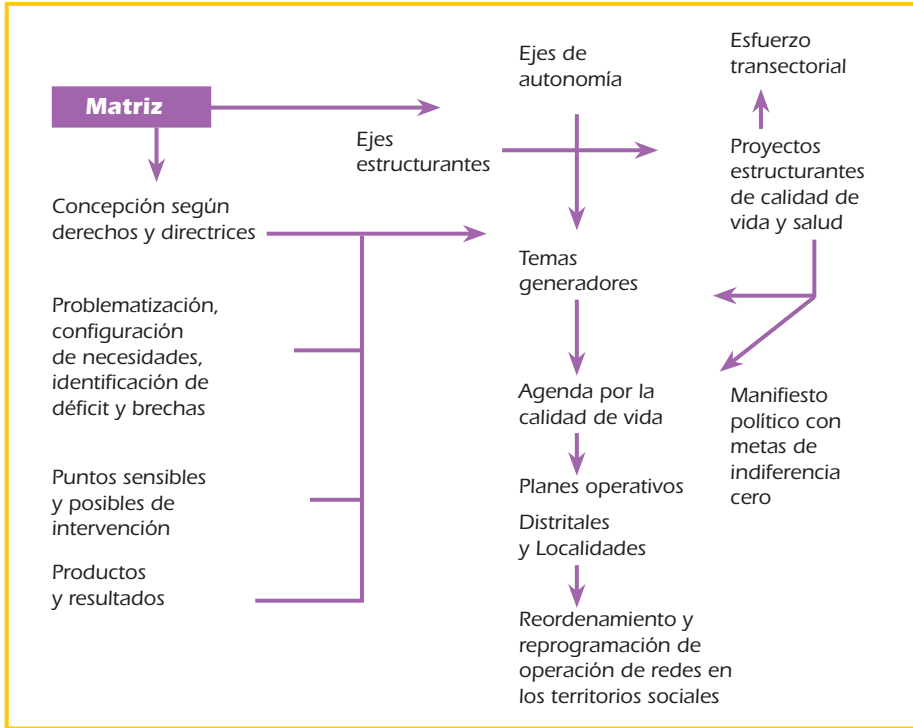 Matriz
Concepción según
derechos y directrices
Problematización,
configuración
de necesidades,
identificación de
déficit y brechas
Puntos sensibles
y posibles de
intervención
Productos
y resultados
Ejes
estructurantes
Ejes de
autonomía
Temas
generadores
Agenda por la
calidad de vida
Planes operativos
Distritales
y Localidades
Reordenamiento y
reprogramación de
operación de redes en
los territorios sociales
Esfuerzo
transectorial
Proyectos
estructurantes
de calidad de
vida y salud
Manifiesto
político con
metas de
indiferencia
cero